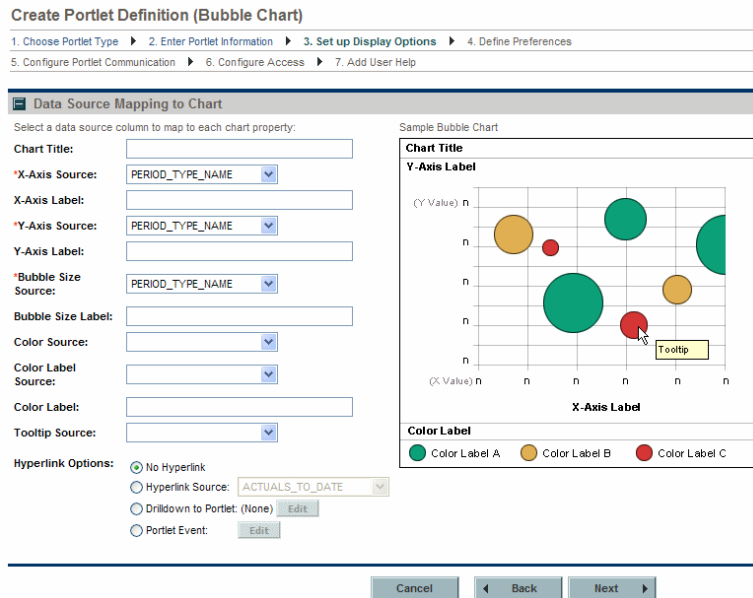 Create Portlet Definition (Bubble Chart)
1. Choose Portlet Type 2. Enter Portlet Information 3. Set up Display Options 4. Define Preferences
5. Configure Portlet Communication 6. Configure Access 7. Add User Help
Data Source Mapping to Chart
Select a data source column to map to each chart property:
Chart Title:
*X-Axis Source: PERIOD_TYPE_NAME
X-Axis Label:
*Y-Axis Source: PERIOD_TYPE_NAME
Y-Axis Label:
*Bubble Size
Source: PERIOD_TYPE_NAME
Bubble Size Label:
Color Source:
Color Label
Source:
Color Label:
Tooltip Source:
Hyperlink Options: No Hyperlink
Hyperlink Source: ACTUALS_TO_DATE
Drilldown to Portlet: (None) Edit
Portlet Event: Edit
Sample Bubble Chart
Chart Title
Y-Axis Label
(Y Value) n
n
n
n
n
Tooltip
(X Value) n n n n n n
X-Axis Label
Color Label
Color Label A Color Label B Color Label C
Cancel Back Next